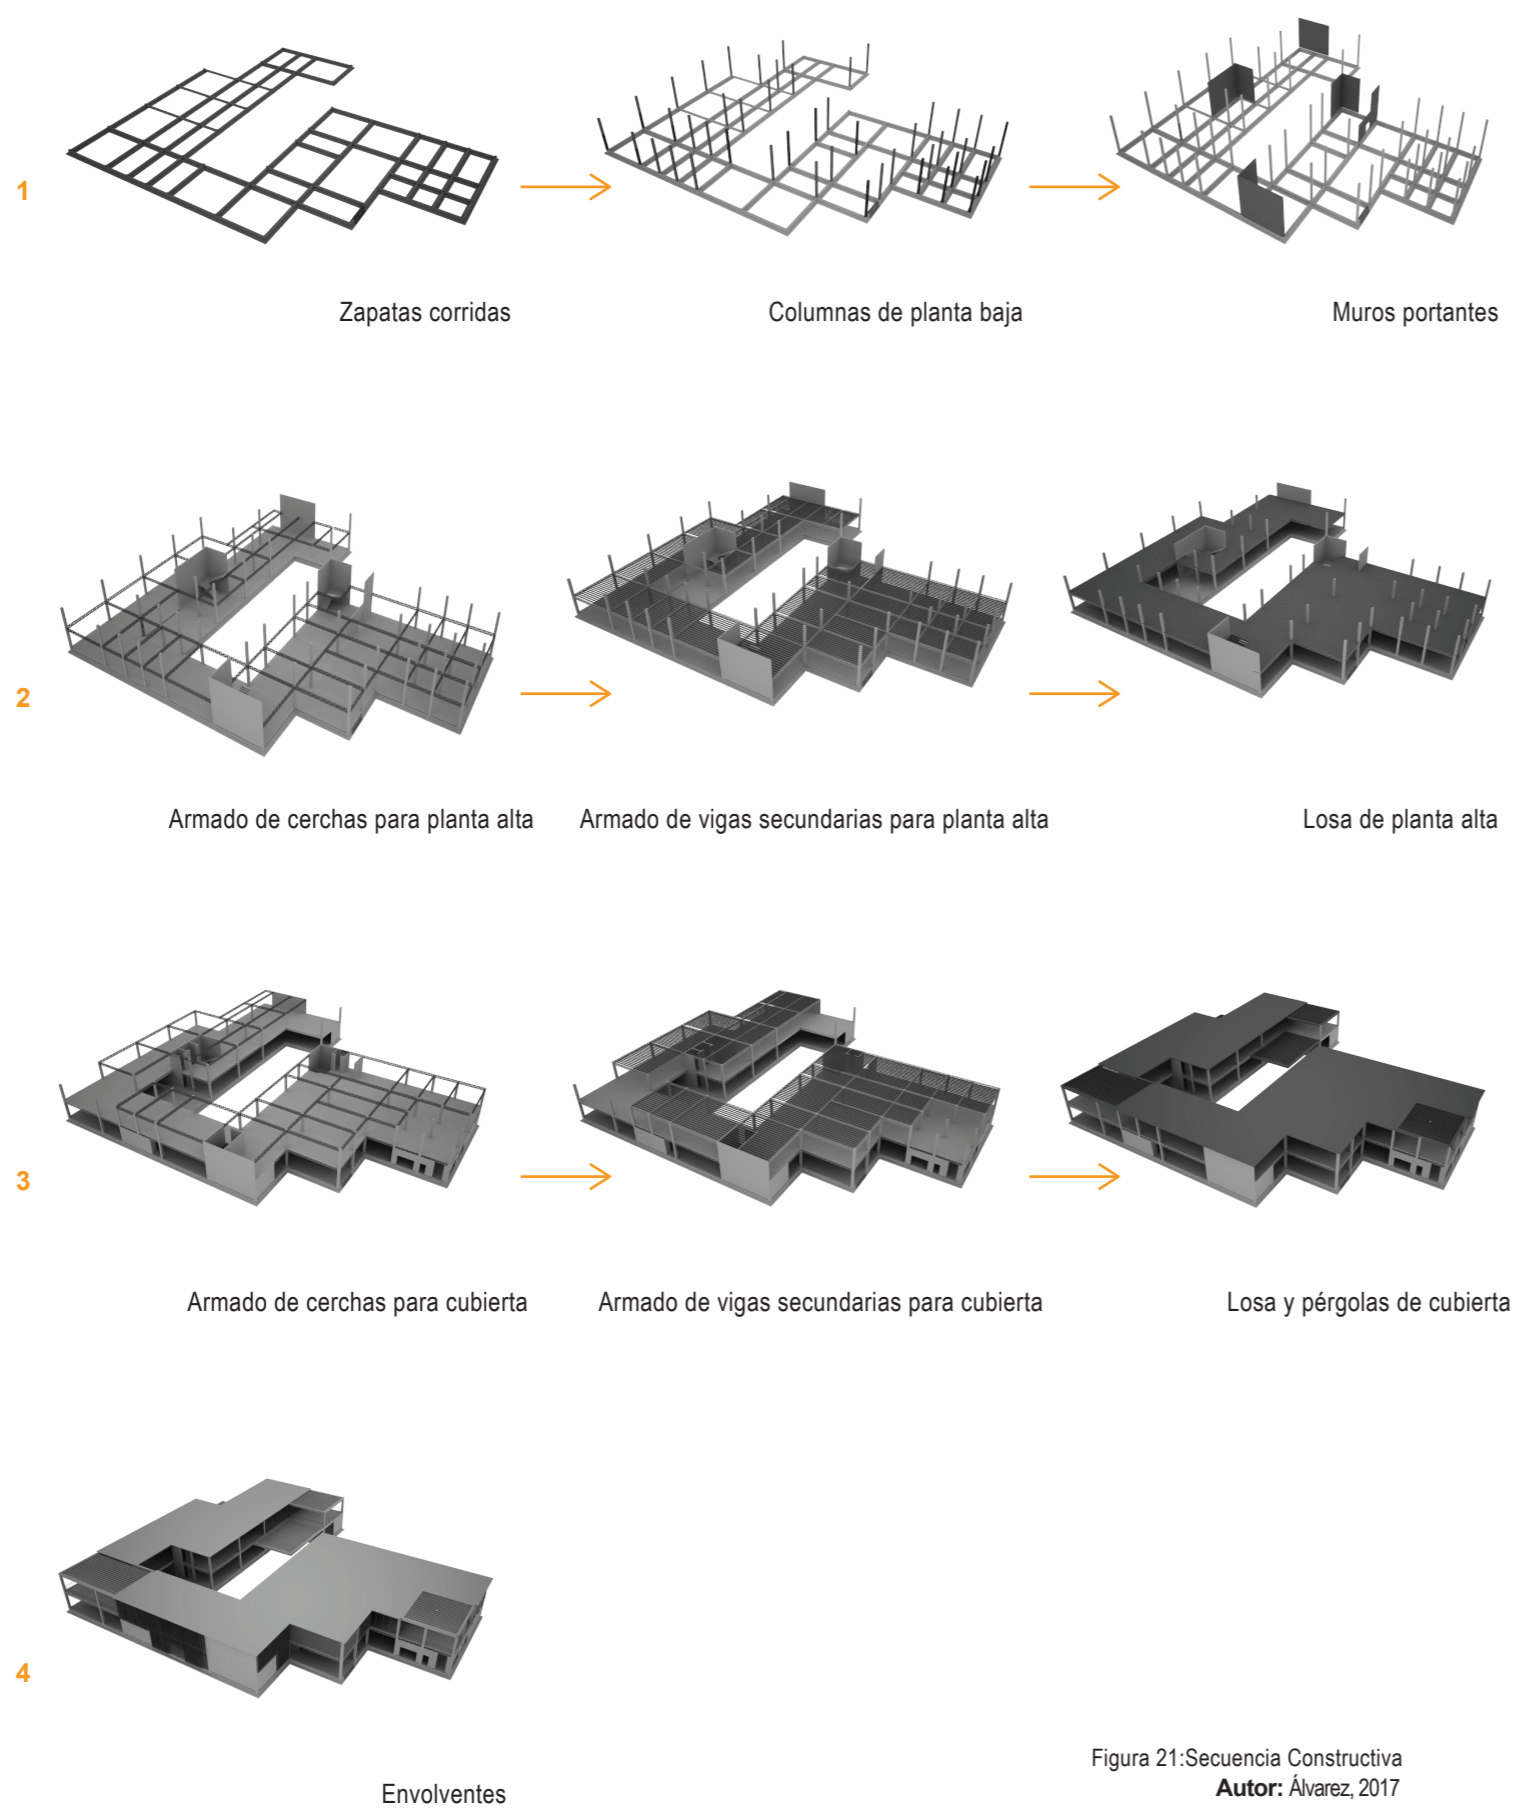 1
Zapatas corridas
Columnas de planta baja
Muros portantes
2
Armado de cerchas para planta alta
Armado de vigas secundarias para planta alta
Losa de planta alta
3
Armado de cerchas para cubierta
Armado de vigas secundarias para cubierta
Losa y pérgolas de cubierta
4
Envolventes
Figura 21:Secuencia Constructiva
Autor: Álvarez, 2017